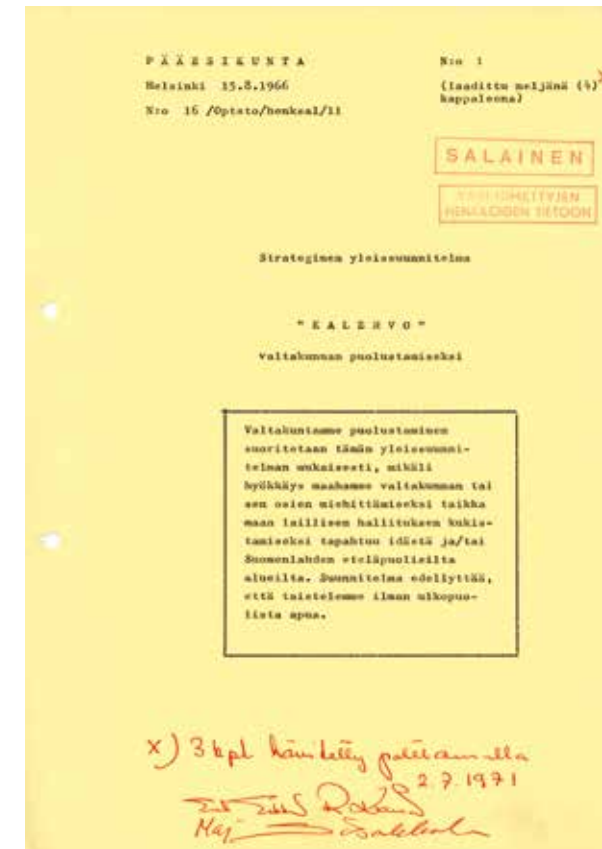 P Ä Ä E S I K U N T A
N:o 1
Helsinki 15.8.1966
(laadittu neljänä (4) x
kappaleena)
N:o 16 /Optsto/henksal/11
SALAINEN
HENKILÖIDEN TIETOON
Strateginen yleissuunnitelma
" K A L E R V O "
valtakunnan puolustamiseksi
Valtakuntamme puolustaminen
suoritetaan tämän yleissuunni-
telman mukaisesti, mikäli
hyökkäys maahamme valtakunnan tai
sen osien miehittämiseksi taikka
maan laillisen hallituksen kukis-
tamiseksi tapahtuu idästä ja/tai
Suomenlahden eteläpuolisilta
alueilta. Suunnitelma edellyttää,
että taistelemme ilman ulkopuo-
lista apua.
x) 3 kpl hävitetty polttamalla
2.7.1971
Maj